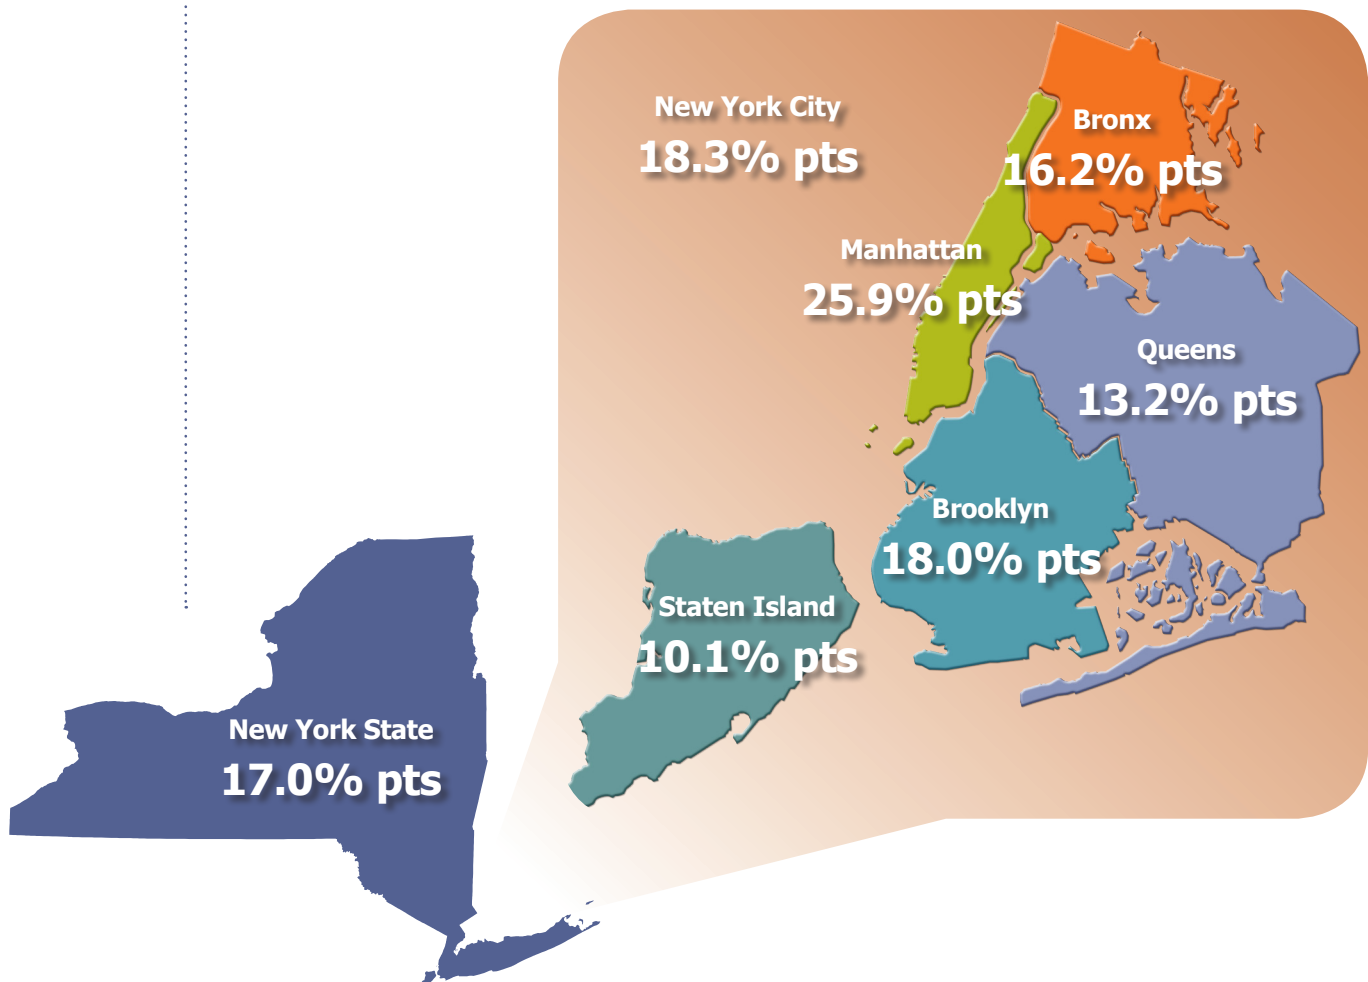 New York City
18.3% pts
Bronx
16.2% pts
Manhattan
25.9% pts
Queens
13.2% pts
Brooklyn
18.0% pts
Staten Island
10.1% pts
New York State
17.0% pts